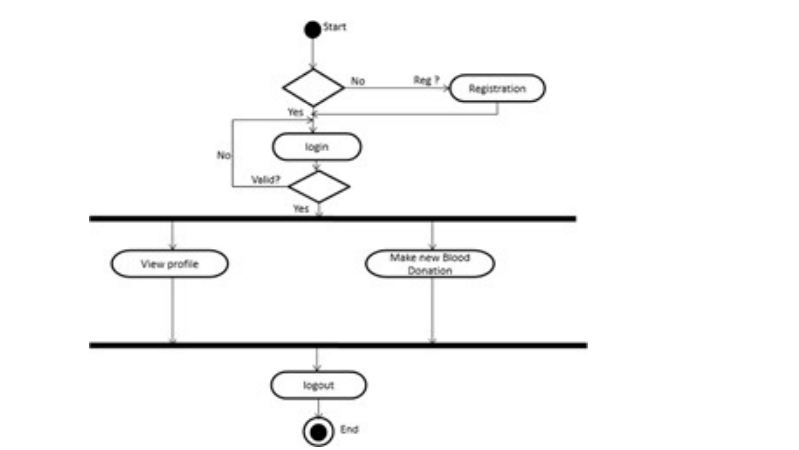 Start
No
Reg ?
Registration
Yes
login
No
Valid?
Yes
View profile
Make new Blood
Donation
logout
End